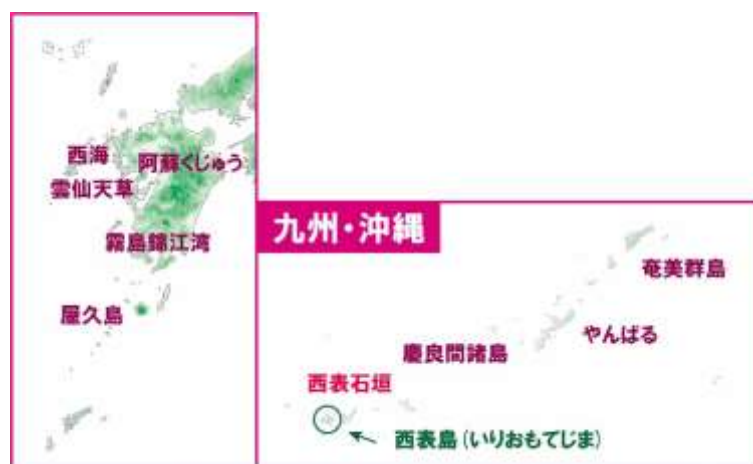 西海
阿蘇くじゅう
雲仙天草
霧島錦江湾
屋久島
九州・沖縄
奄美群島
やんばる
慶良間諸島
西表石垣
西表島(いりおもてじま)